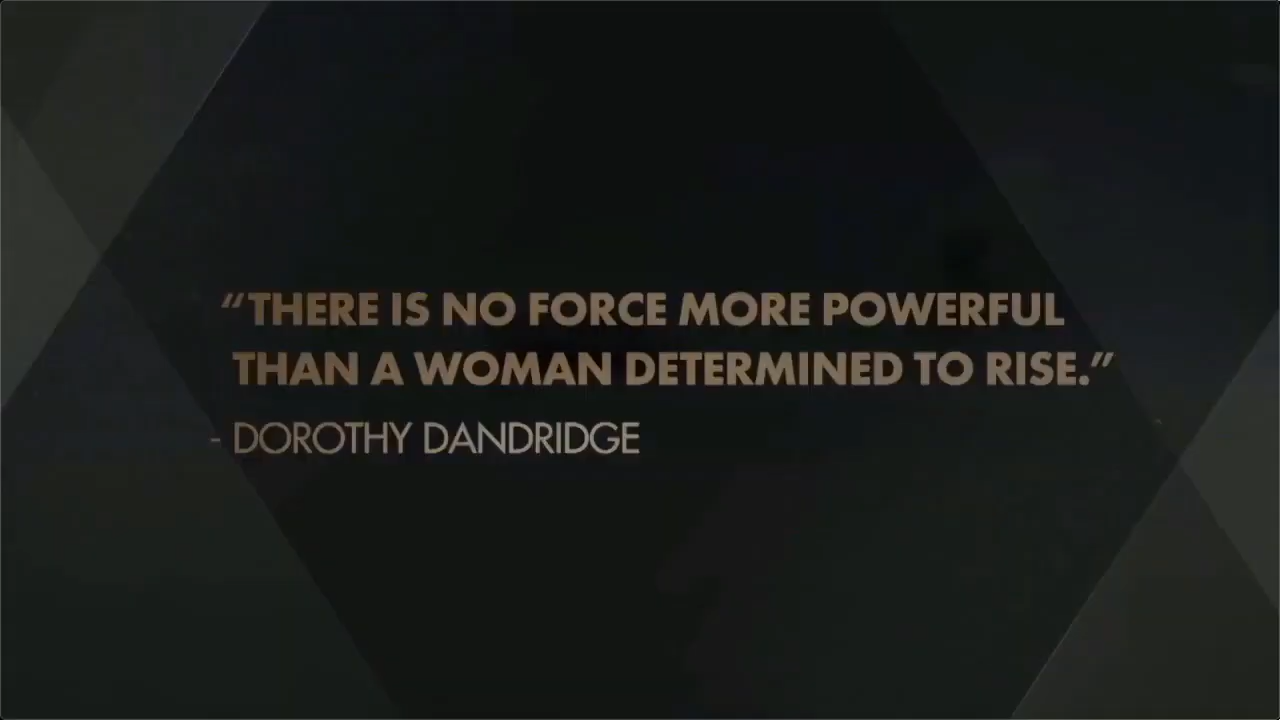 “THERE IS NO FORCE MORE POWERFUL
THAN A WOMAN DETERMINED TO RISE.”
- DOROTHY DANDRIDGE